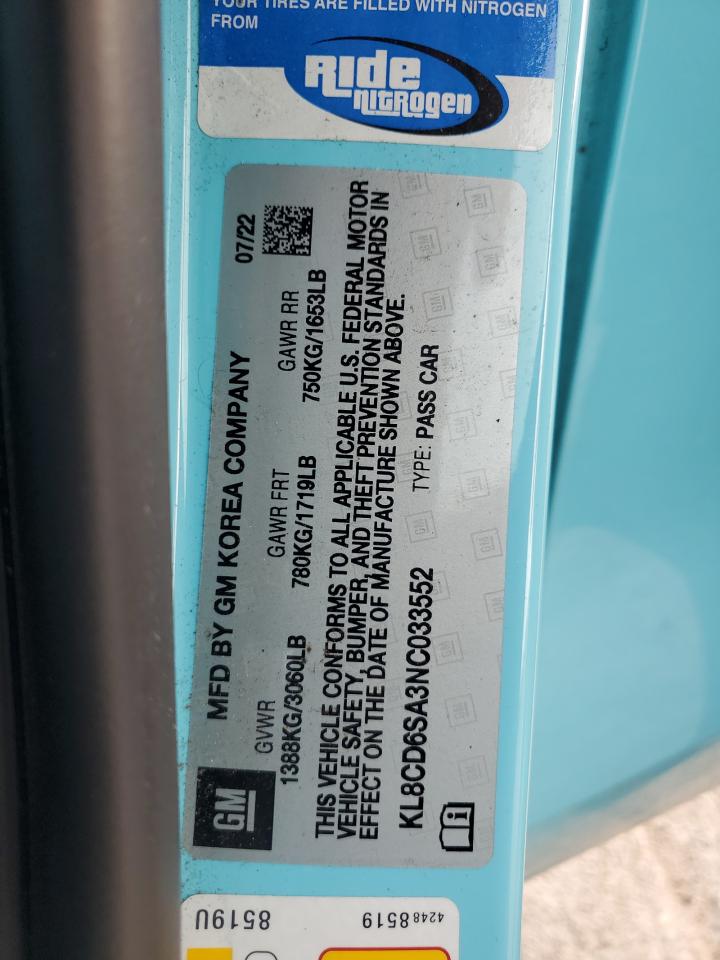 YOUR TIRES ARE FILLED WITH NITROGEN
FROM
Ride
nitrogen
GM
MFD BY GM KOREA COMPANY
07/22
GVWR
GAWR FRT
GAWR RR
1388KG/3060LB
780KG/1719LB
750KG/1653LB
THIS VEHICLE CONFORMS TO ALL APPLICABLE U.S. FEDERAL MOTOR
VEHICLE SAFETY, BUMPER, AND THEFT PREVENTION STANDARDS IN
EFFECT ON THE DATE OF MANUFACTURE SHOWN ABOVE.
KL8CD6SA3NC033552
TYPE: PASS CAR
42488519
8519U